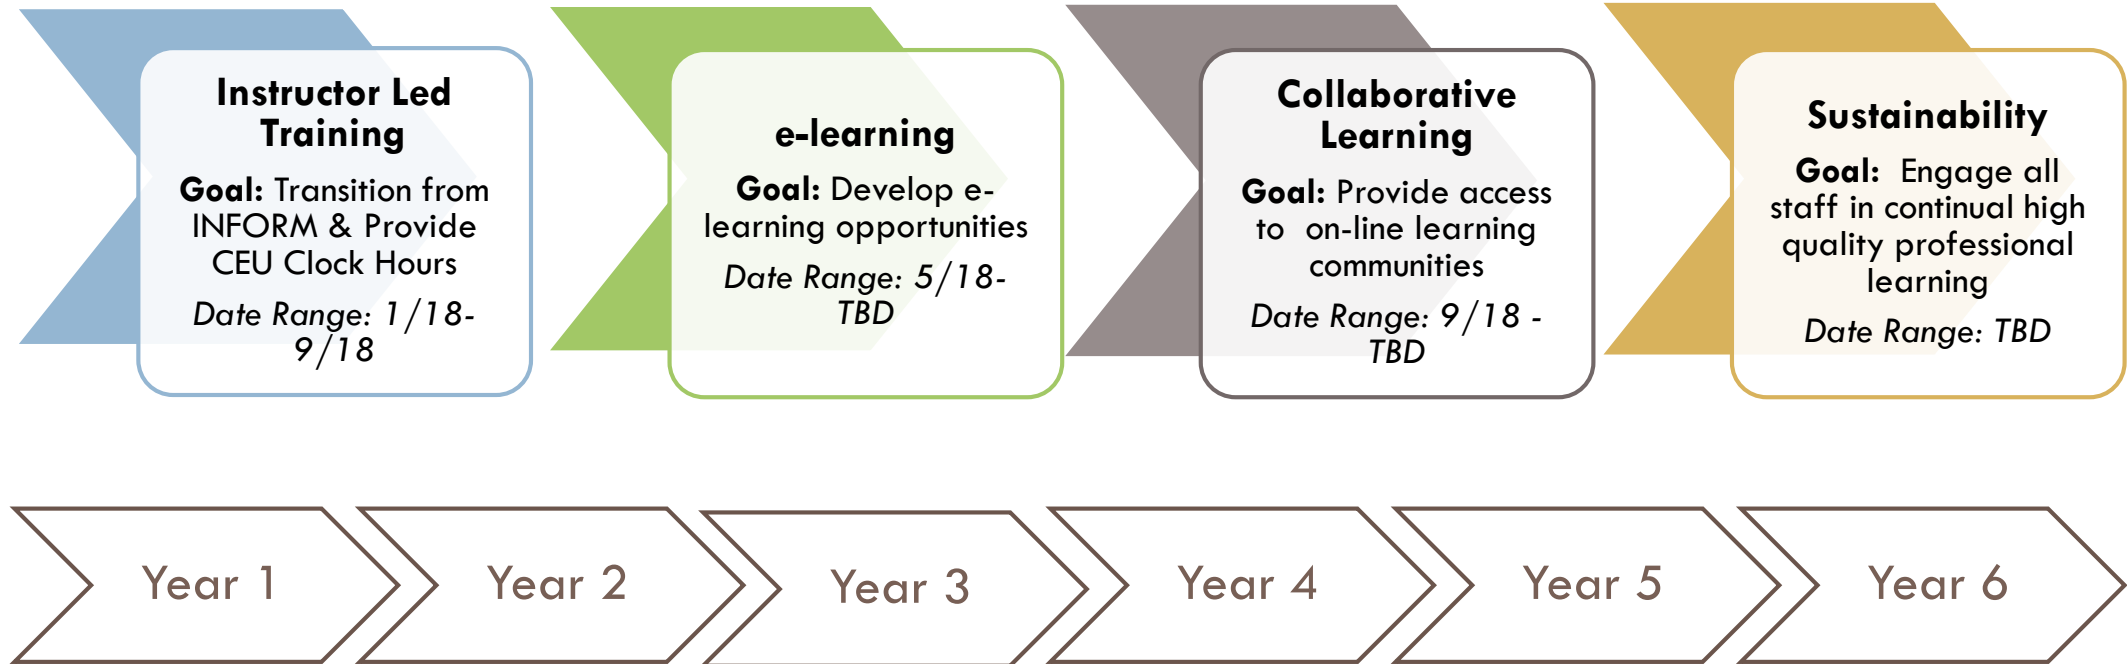 Instructor Led
Training
Goal: Transition from
INFORM & Provide
CEU Clock Hours
Date Range: 1/18-
9/18
e-learning
Goal: Develop e-
learning opportunities
Date Range: 5/18-
TBD
Collaborative
Learning
Goal: Provide access
to on-line learning
communities
Date Range: 9/18 -
TBD
Sustainability
Goal: Engage all
staff in continual high
quality professional
learning
Date Range: TBD
Year 1
Year 2
Year 3
Year 4
Year 5
Year 6